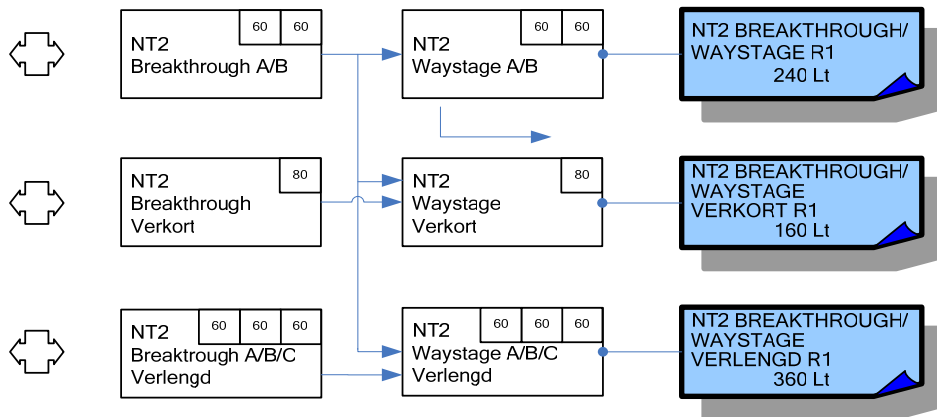 60 60
NT2
Breakthrough A/B
60 60
NT2
Waystage A/B
NT2 BREAKTHROUGH/
WAYSTAGE R1
240 Lt
80
NT2
Breakthrough
Verkort
80
NT2
Waystage
Verkort
NT2 BREAKTHROUGH/
WAYSTAGE
VERKORT R1
160 Lt
60 60 60
NT2
Breaktrough A/B/C
Verlengd
60 60 60
NT2
Waystage A/B/C
Verlengd
NT2 BREAKTHROUGH/
WAYSTAGE
VERLENGD R1
360 Lt